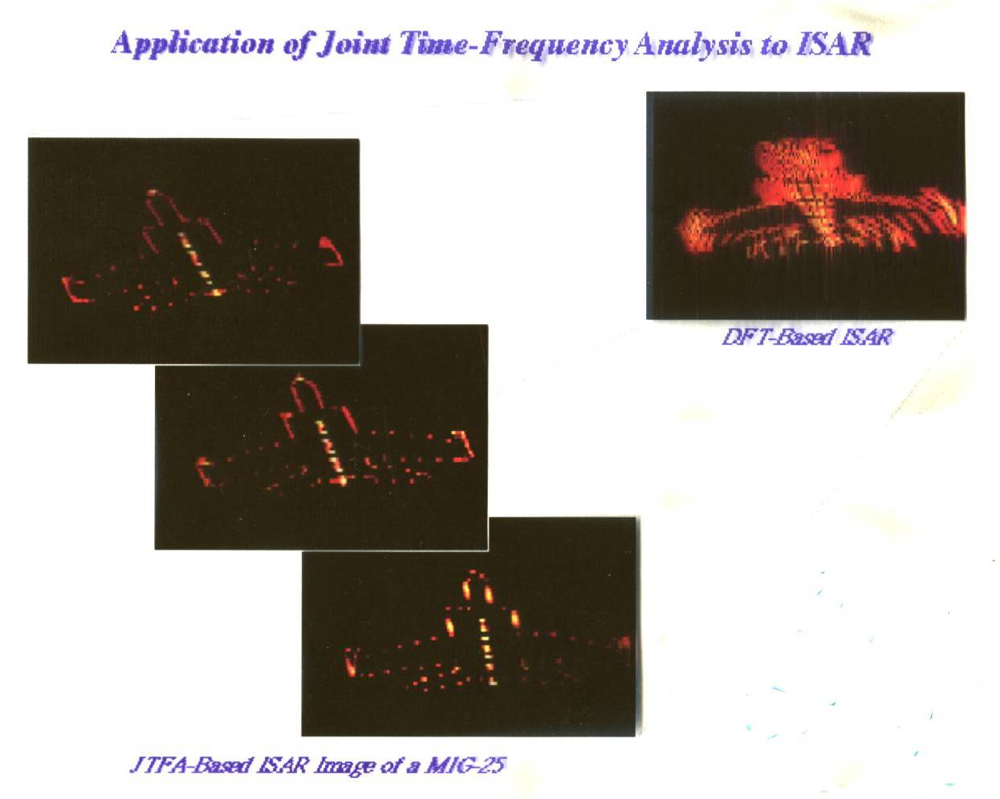 Application of Joint Time-Frequency Analysis to ISAR
DFT-Based ISAR
JTFA-Based ISAR Image of a MIG-25